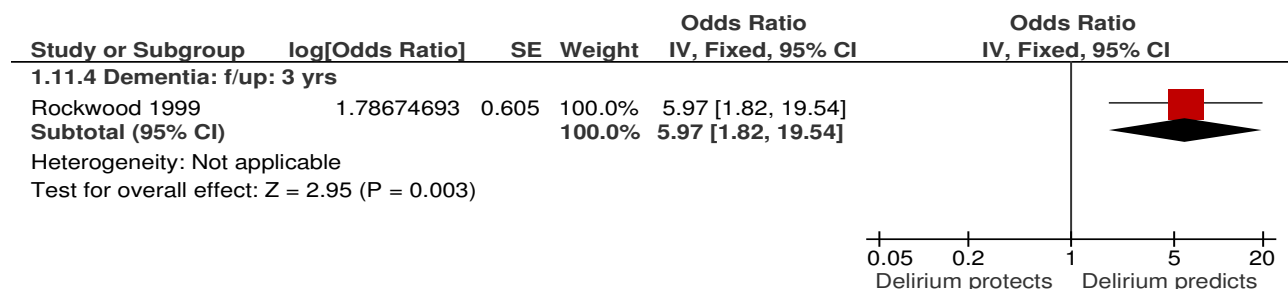 Odds Ratio Odds Ratio
Study or Subgroup log[Odds Ratio] SE Weight IV, Fixed, 95% CI IV, Fixed, 95% CI
1.11.4 Dementia: f/up: 3 yrs
Rockwood 1999 1.78674693 0.605 100.0% 5.97 [1.82, 19.54]
Subtotal (95% CI) 100.0% 5.97 [1.82, 19.54]
Heterogeneity: Not applicable
Test for overall effect: Z = 2.95 (P = 0.003)
0.05 0.2 1 5 20
Delirium protects Delirium predicts